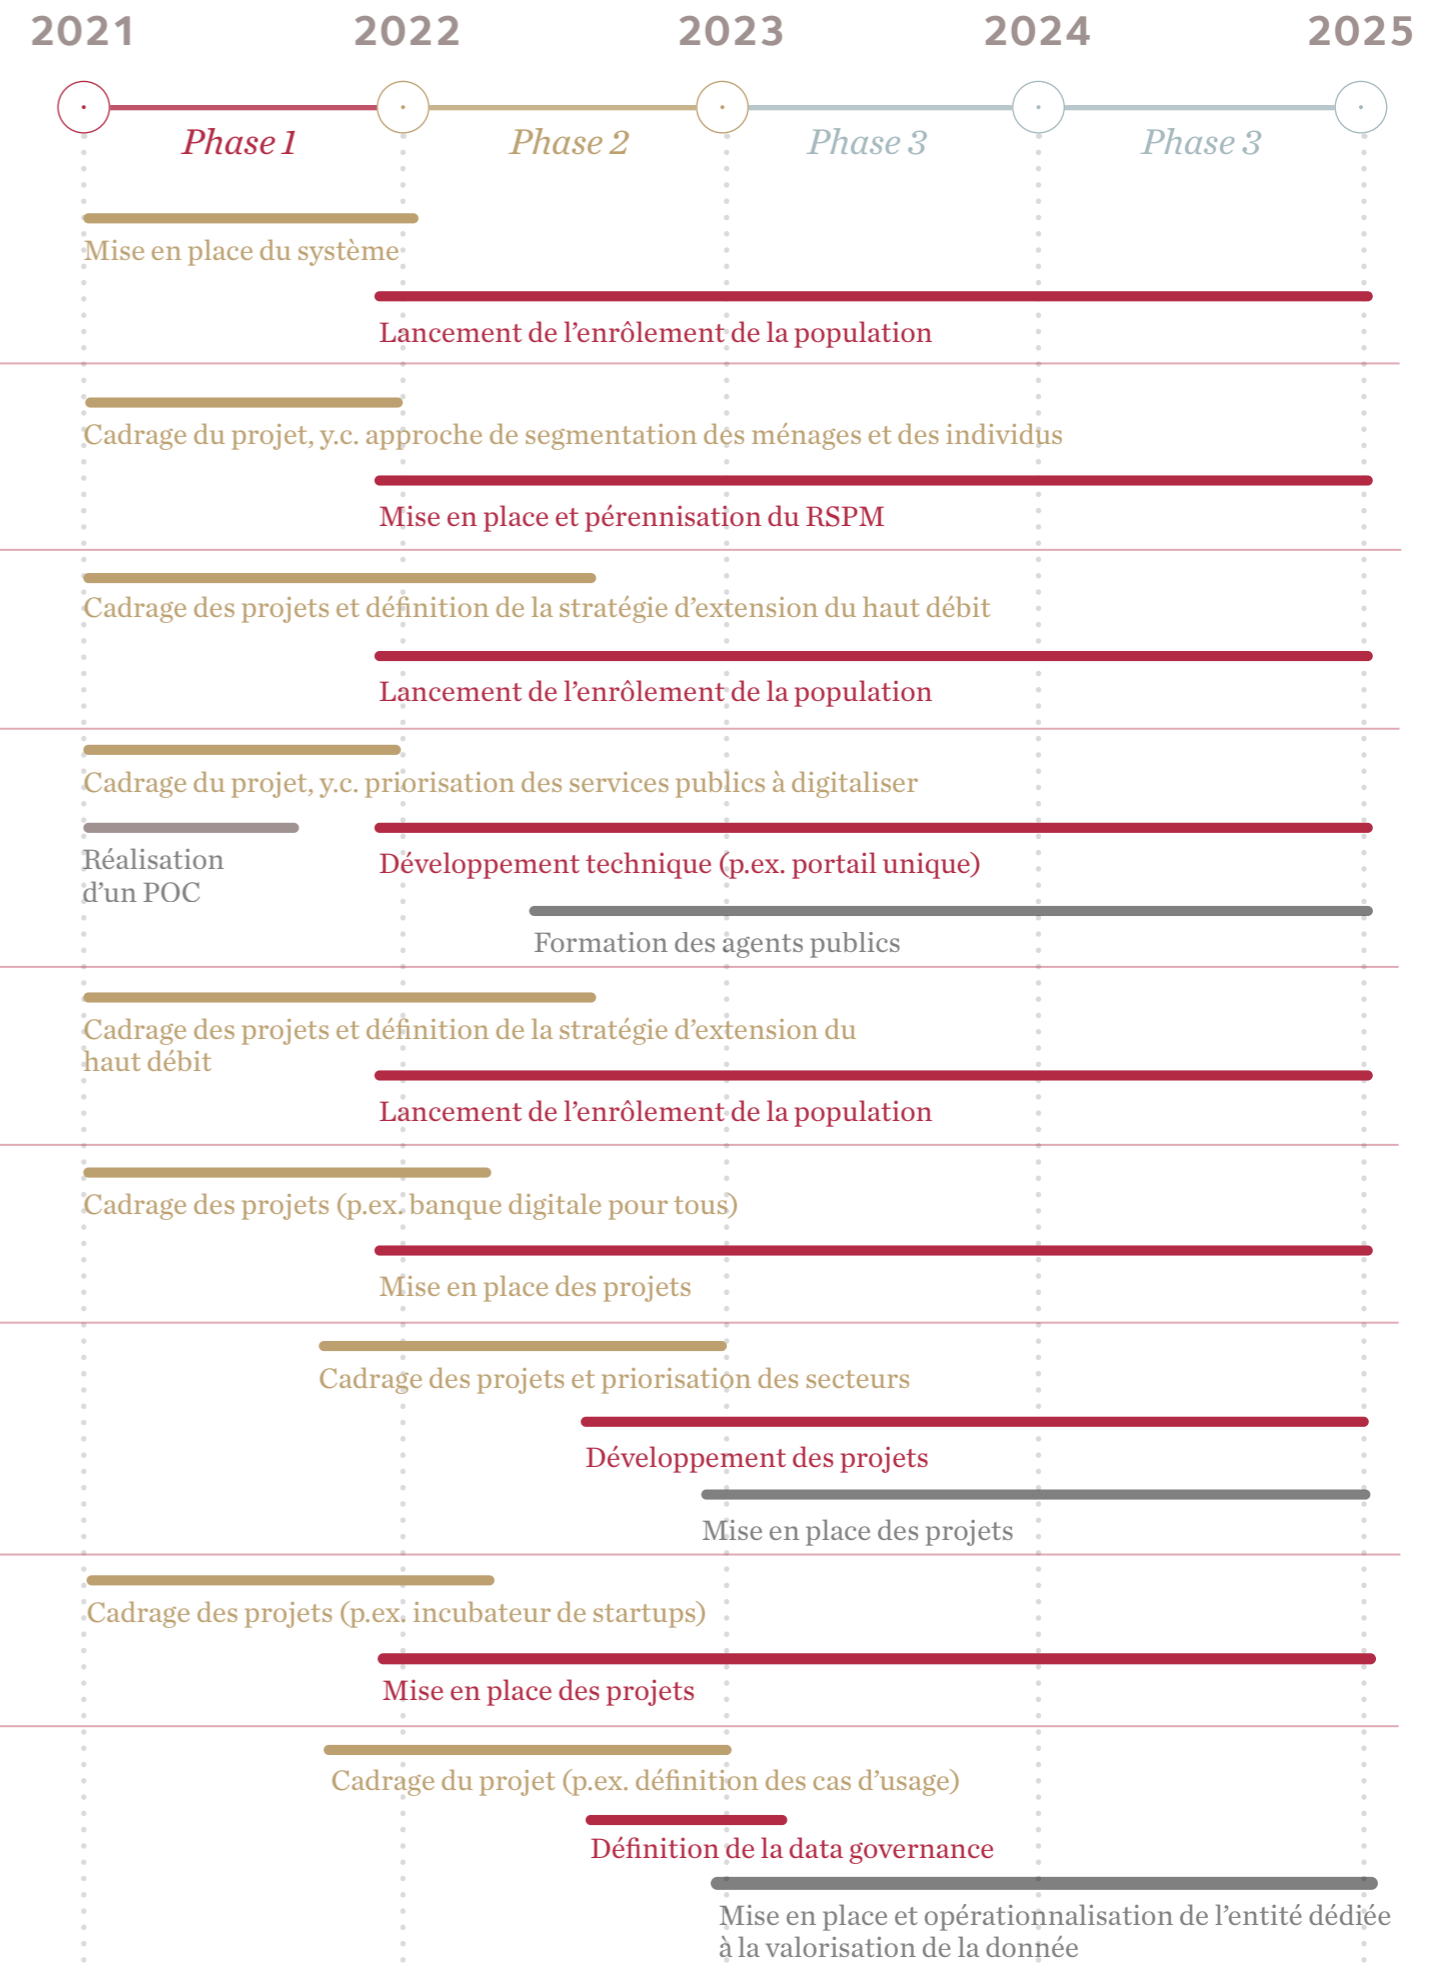 2021 2022 2023 2024 2025
Phase 1 Phase 2 Phase 3 Phase 3
Mise en place du système
Lancement de l’enrôlement de la population
Cadrage du projet, y.c. approche de segmentation des ménages et des individus
Mise en place et pérennisation du RSPM
Cadrage des projets et définition de la stratégie d’extension du haut débit
Lancement de l’enrôlement de la population
Cadrage du projet, y.c. priorisation des services publics à digitaliser
Réalisation
d’un POC
Développement technique (p.ex. portail unique)
Formation des agents publics
Cadrage des projets et définition de la stratégie d’extension du
haut débit
Lancement de l’enrôlement de la population
Cadrage des projets (p.ex. banque digitale pour tous)
Mise en place des projets
Cadrage des projets et priorisation des secteurs
Développement des projets
Mise en place des projets
Cadrage des projets (p.ex. incubateur de startups)
Mise en place des projets
Cadrage du projet (p.ex. définition des cas d’usage)
Définition de la data governance
Mise en place et opérationnalisation de l’entité dédiée
à la valorisation de la donnée